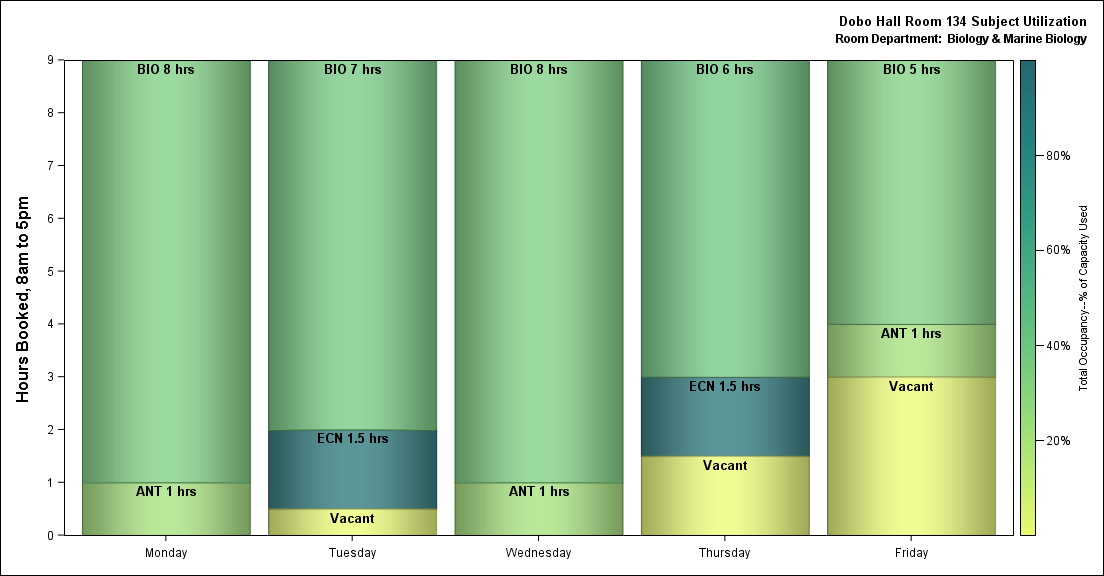 Dobo Hall Room 134 Subject Utilization
Room Department: Biology & Marine Biology
Hours Booked, 8am to 5pm
9
8
7
6
5
4
3
2
1
0
BIO 8 hrs
ANT 1 hrs
BIO 7 hrs
ECN 1.5 hrs
Vacant
BIO 8 hrs
ANT 1 hrs
BIO 6 hrs
ECN 1.5 hrs
Vacant
BIO 5 hrs
ANT 1 hrs
Vacant
Monday
Tuesday
Wednesday
Thursday
Friday
80%
60%
40%
20%
Total Occupancy--% of Capacity Used